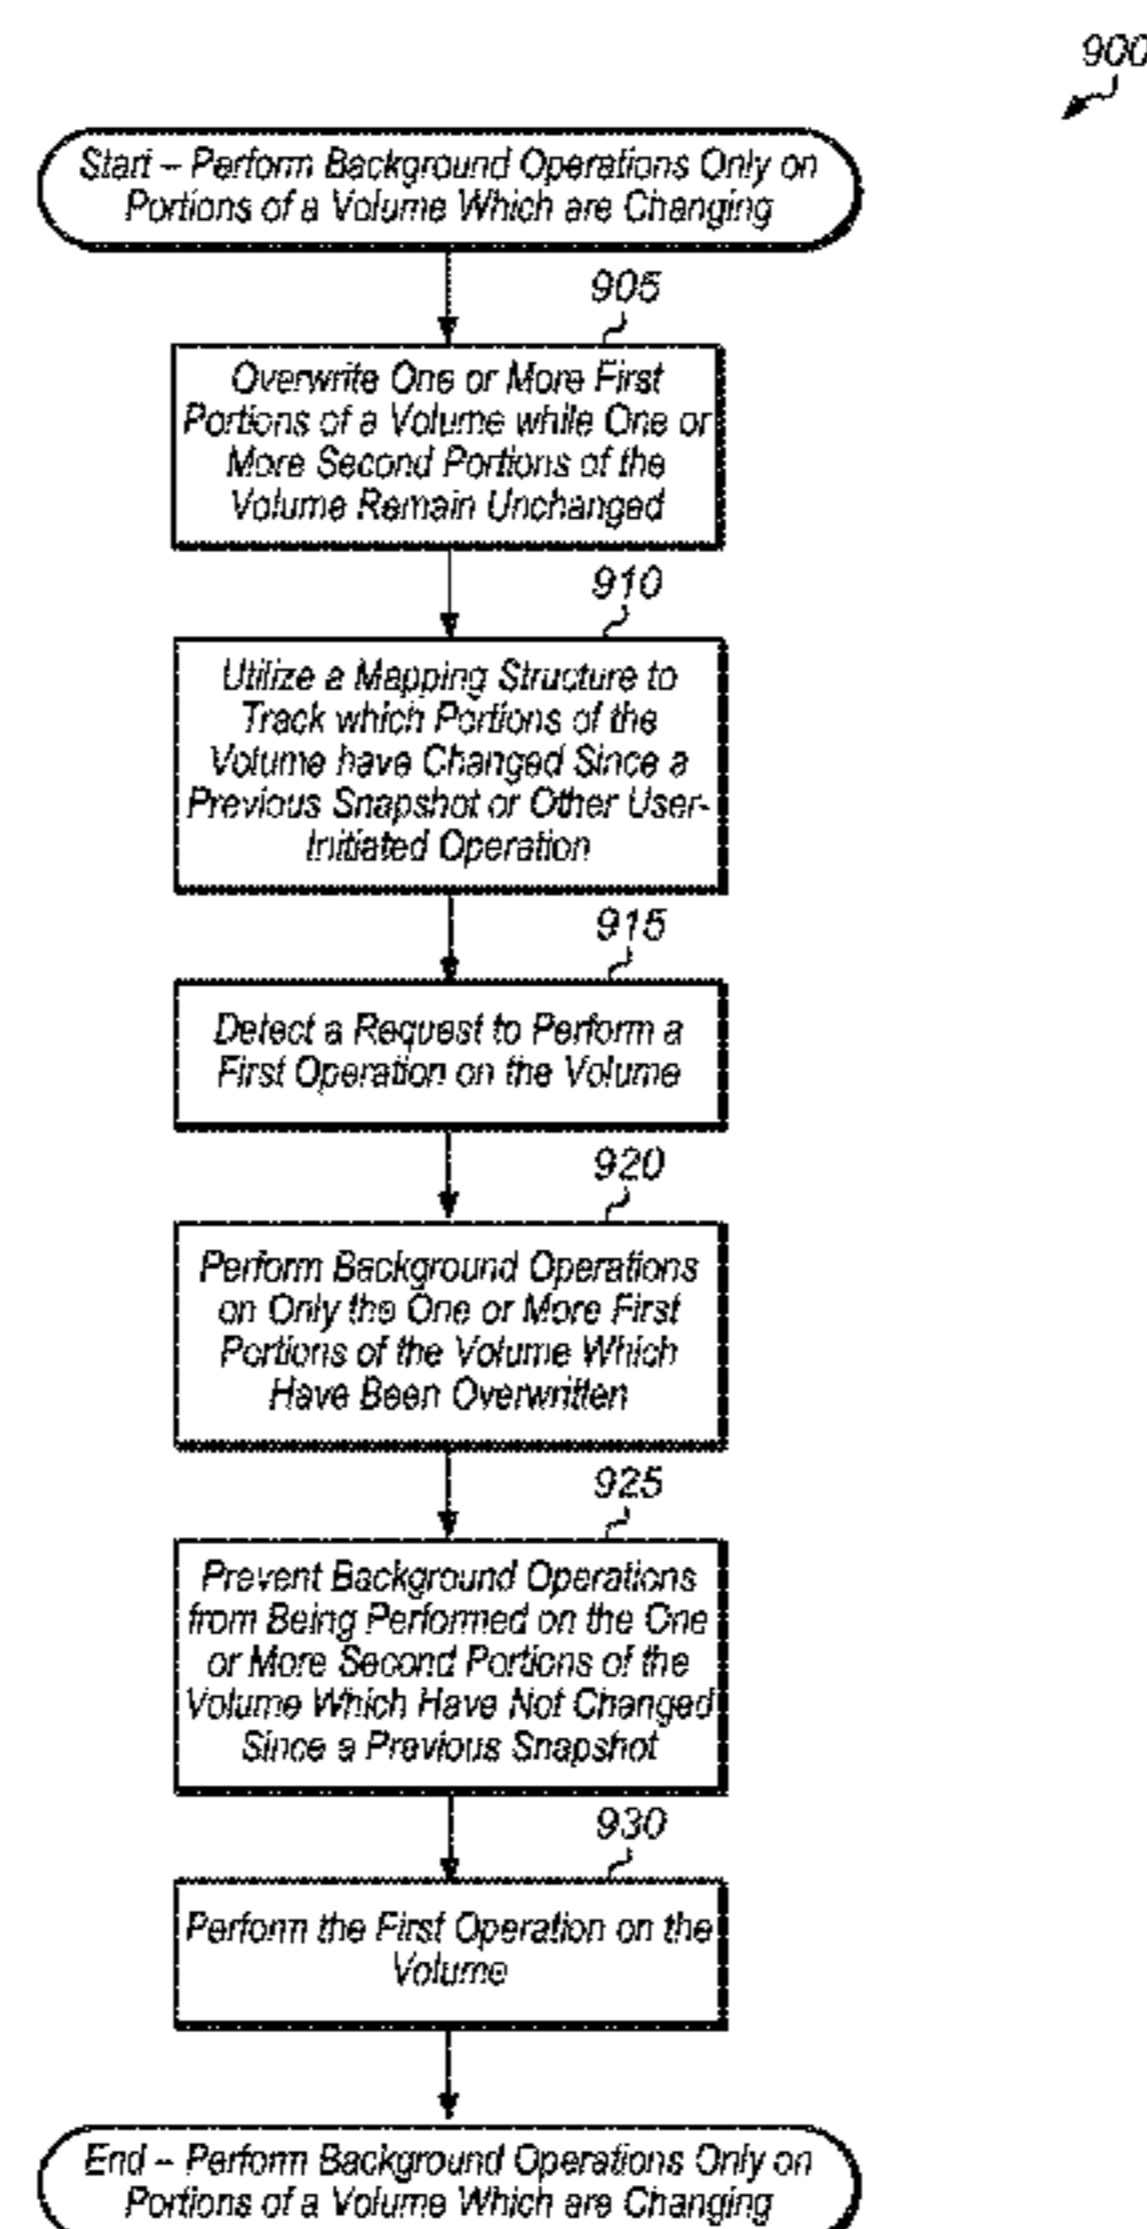 900
Start – Perform Background Operations Only on
Portions of a Volume Which are Changing
905
Overwrite One or More First
Portions of a Volume while One or
More Second Portions of the
Volume Remain Unchanged
910
Utilize a Mapping Structure to
Track which Portions of the
Volume have Changed Since a
Previous Snapshot or Other User-
Initiated Operation
915
Detect a Request to Perform a
First Operation on the Volume
920
Perform Background Operations
on Only the One or More First
Portions of the Volume Which
Have Been Overwritten
925
Prevent Background Operations
from Being Performed on the One
or More Second Portions of the
Volume Which Have Not Changed
Since a Previous Snapshot
930
Perform the First Operation on the
Volume
End – Perform Background Operations Only on
Portions of a Volume Which are Changing